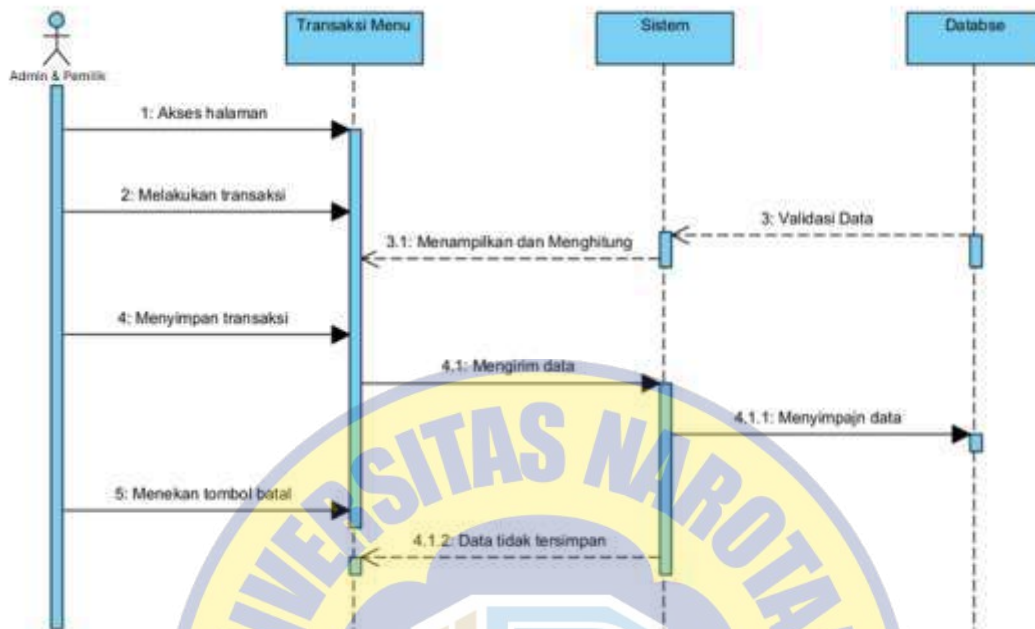 Transaksi Menu
Sistem
Databse
Admin & Pemilik
1: Akses halaman
2: Melakukan transaksi
3: Validasi Data
3.1: Menampilkan dan Menghitung
4: Menyimpan transaksi
4.1: Mengirim data
4.1.1: Menyimpajn data
5: Menekan tombol batal
4.1.2: Data tidak tersimpan
VERSITAS NAROTA